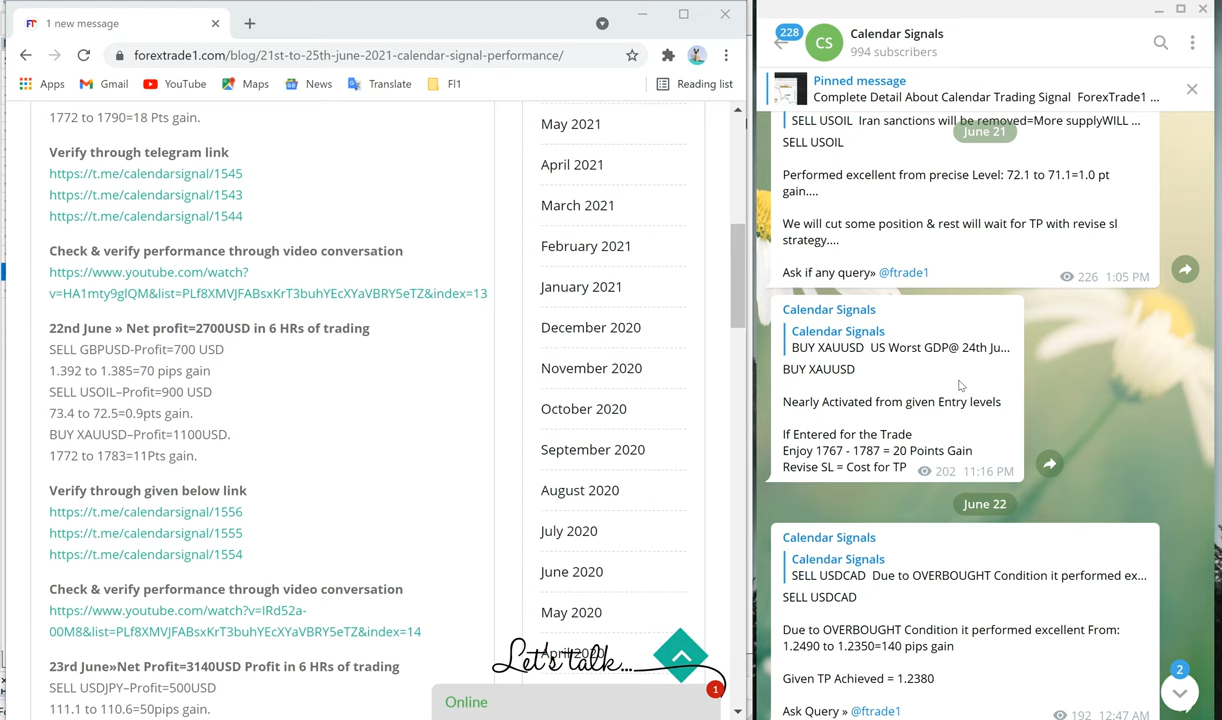 1 new message
forextrade1.com/blog/21st-to-25th-june-2021-calendar-signal-performance/
Apps
Gmail
YouTube
Maps
News
Translate
Fl1
Reading list
1772 to 1790=18 Pts gain.
Verify through telegram link
https://t.me/calendarsignal/1545
https://t.me/calendarsignal/1543
https://t.me/calendarsignal/1544
Check & verify performance through video conversation
https://www.youtube.com/watch?
v=HA1mty9glQM&list=PLf8XMVJFABsxKrT3buhYEcXYaVBRY5eTZ&index=13
22nd June » Net profit=2700USD in 6 HRs of trading
SELL GBPUSD-Profit=700 USD
1.392 to 1.385=70 pips gain
SELL USOIL–Profit=900 USD
73.4 to 72.5=0.9pts gain.
BUY XAUUSD–Profit=1100USD.
1772 to 1783=11Pts gain.
Verify through given below link
https://t.me/calendarsignal/1556
https://t.me/calendarsignal/1555
https://t.me/calendarsignal/1554
Check & verify performance through video conversation
https://www.youtube.com/watch?v=IRd52a-
00M8&list=PLf8XMVJFABsxKrT3buhYEcXYaVBRY5eTZ&index=14
23rd June»Net Profit=3140USD Profit in 6 HRs of trading
SELL USDJPY–Profit=500USD
111.1 to 110.6=50pips gain.
May 2021
April 2021
March 2021
February 2021
January 2021
December 2020
November 2020
October 2020
September 2020
August 2020
July 2020
June 2020
May 2020
April 2020
Let's talk...
1
Online
228
CS
Calendar Signals
994 subscribers
Pinned message
Complete Detail About Calendar Trading Signal ForexTrade1 ...
SELL USOIL Iran sanctions will be removed=More supplyWILL ...
June 21
SELL USOIL
Performed excellent from precise Level: 72.1 to 71.1=1.0 pt
gain....
We will cut some position & rest will wait for TP with revise sl
strategy....
Ask if any query» @ftrade1
226 1:05 PM
Calendar Signals
Calendar Signals
BUY XAUUSD US Worst GDP@ 24th Ju...
BUY XAUUSD
Nearly Activated from given Entry levels
If Entered for the Trade
Enjoy 1767 - 1787 = 20 Points Gain
Revise SL = Cost for TP
202 11:16 PM
June 22
Calendar Signals
Calendar Signals
SELL USDCAD Due to OVERBOUGHT Condition it performed ex...
SELL USDCAD
Due to OVERBOUGHT Condition it performed excellent From:
1.2490 to 1.2350=140 pips gain
Given TP Achieved = 1.2380
2
Ask Query » @ftrade1
192 12:47 AM